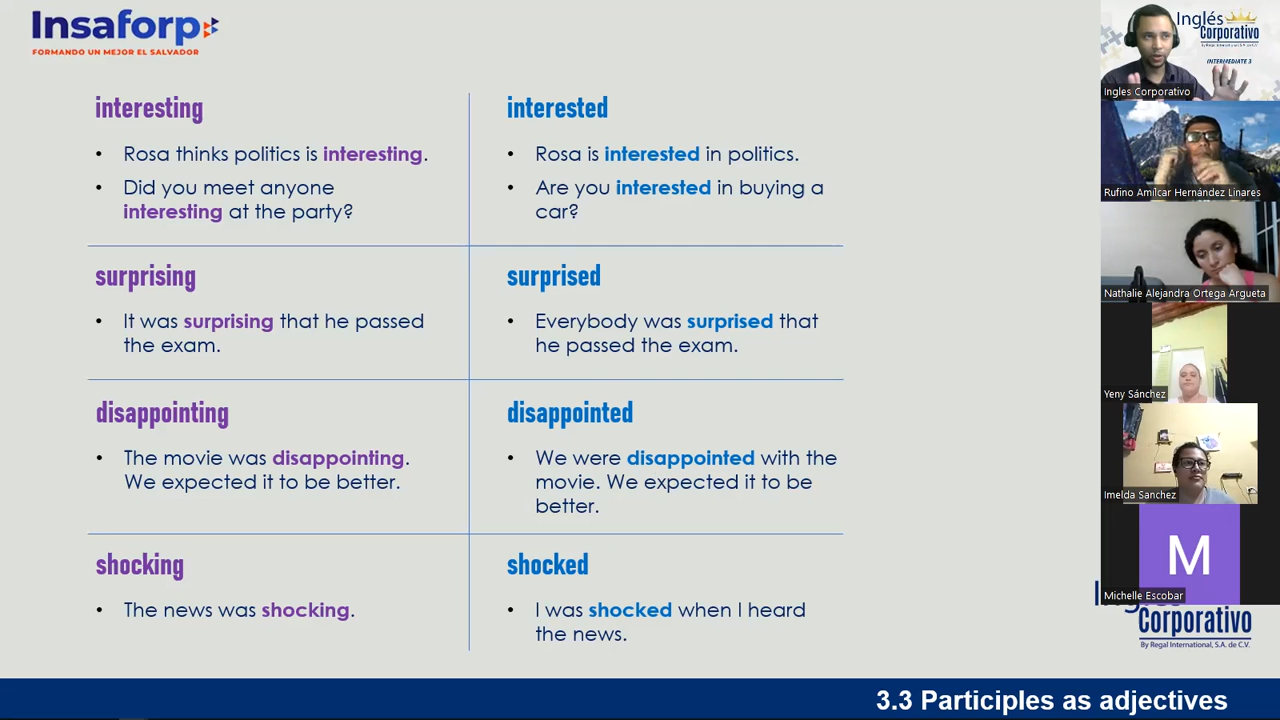 Insaforp
FORMANDO UN MEJOR EL SALVADOR
interesting
• Rosa thinks politics is interesting.
• Did you meet anyone
interesting at the party?
interested
• Rosa is interested in politics.
• Are you interested in buying a
car?
surprising
• It was surprising that he passed
the exam.
surprised
• Everybody was surprised that
he passed the exam.
disappointing
• The movie was disappointing.
We expected it to be better.
disappointed
• We were disappointed with the
movie. We expected it to be
better.
shocking
• The news was shocking.
shocked
• I was shocked when I heard
the news.
Inglés
Corporativo
By Regal International, S.A. de C.V.
INTERMEDIATE 3
Ingles Corporativo
Rufino Amílcar Hernández Linares
Nathalie Alejandra Ortega Argueta
Yeny Sánchez
Imelda Sanchez
M
Michelle Escobar
Corporativo
By Regal International, S.A. de C.V.
3.3 Participles as adjectives